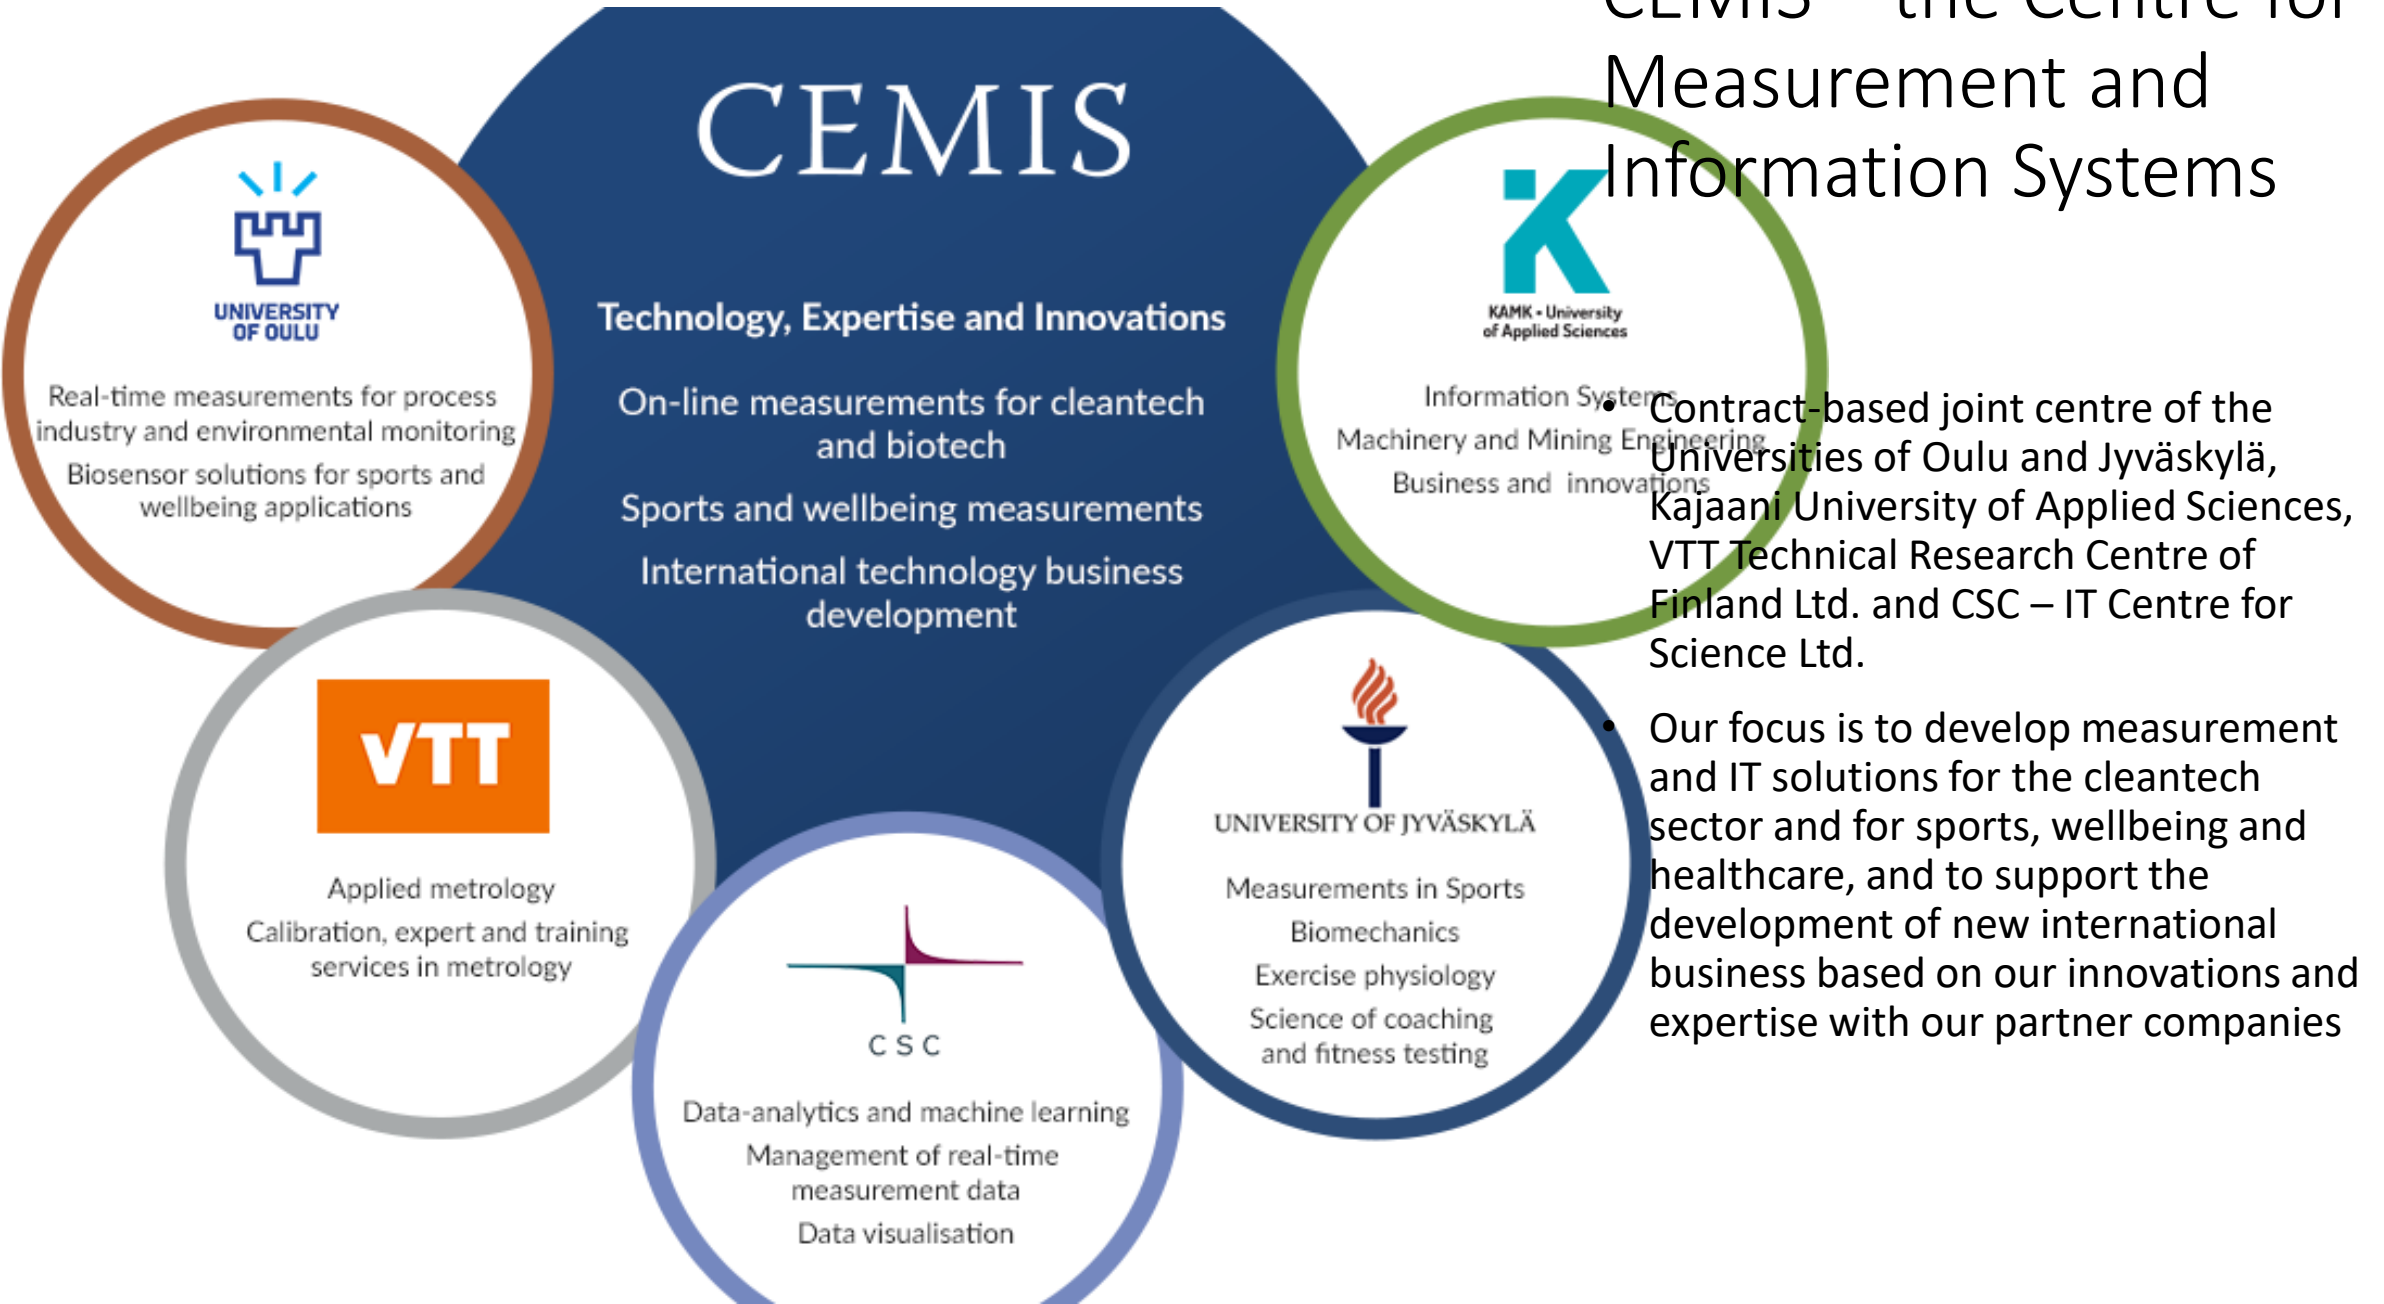 CEMIS – the Centre for
Measurement and
Information Systems
CEMIS
Technology, Expertise and Innovations
On-line measurements for cleantech
and biotech
Sports and wellbeing measurements
International technology business
development
UNIVERSITY
OF OULU
Real-time measurements for process
industry and environmental monitoring
Biosensor solutions for sports and
wellbeing applications
VTT
Applied metrology
Calibration, expert and training
services in metrology
CSC
Data-analytics and machine learning
Management of real-time
measurement data
Data visualisation
UNIVERSITY OF JYVÄSKYLÄ
Measurements in Sports
Biomechanics
Exercise physiology
Science of coaching
and fitness testing
KAMK • University
of Applied Sciences
Information Systems
Machinery and Mining Engineering
Business and innovations
• Contract-based joint centre of the
Universities of Oulu and Jyväskylä,
Kajaani University of Applied Sciences,
VTT Technical Research Centre of
Finland Ltd. and CSC – IT Centre for
Science Ltd.
• Our focus is to develop measurement
and IT solutions for the cleantech
sector and for sports, wellbeing and
healthcare, and to support the
development of new international
business based on our innovations and
expertise with our partner companies